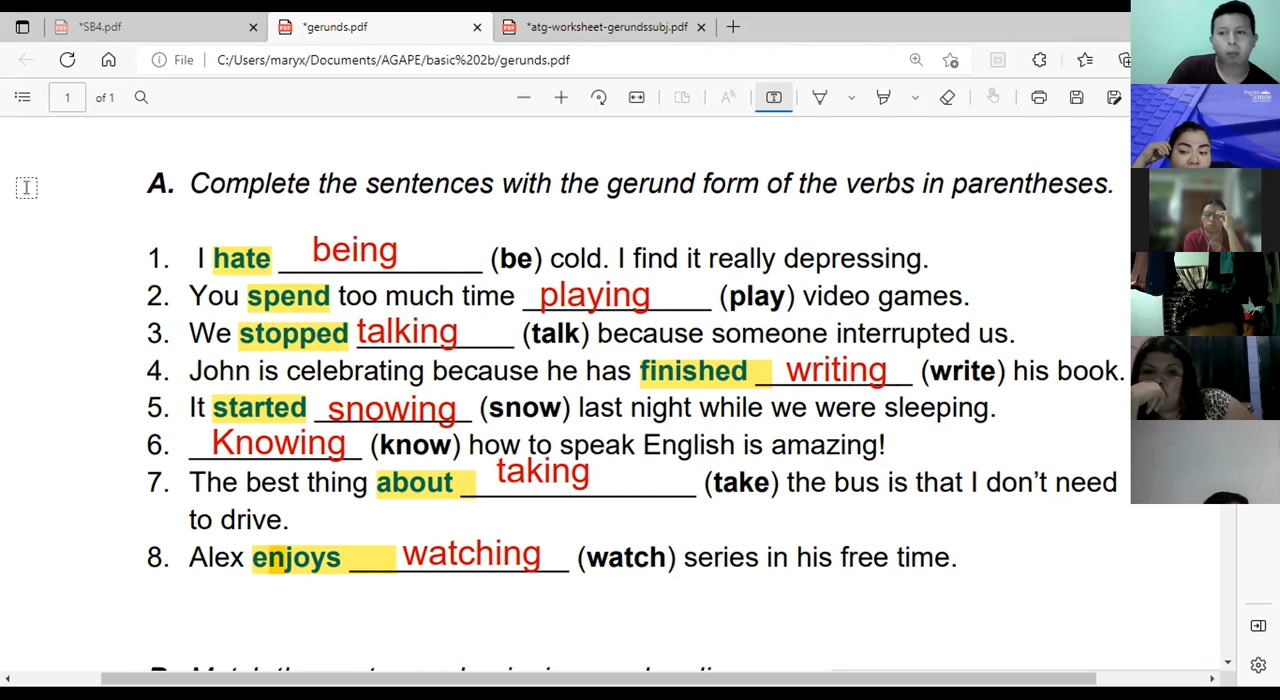 *SB4.pdf
*gerunds.pdf
*atg-worksheet-gerundssubj.pdf
File C:/Users/maryx/Documents/AGAPE/basic%202b/gerunds.pdf
1 of 1
A. Complete the sentences with the gerund form of the verbs in parentheses.
1. I hate being (be) cold. I find it really depressing.
2. You spend too much time playing (play) video games.
3. We stopped talking (talk) because someone interrupted us.
4. John is celebrating because he has finished writing (write) his book.
5. It started snowing (snow) last night while we were sleeping.
6. Knowing (know) how to speak English is amazing!
7. The best thing about taking (take) the bus is that I don't need
to drive.
8. Alex enjoys watching (watch) series in his free time.